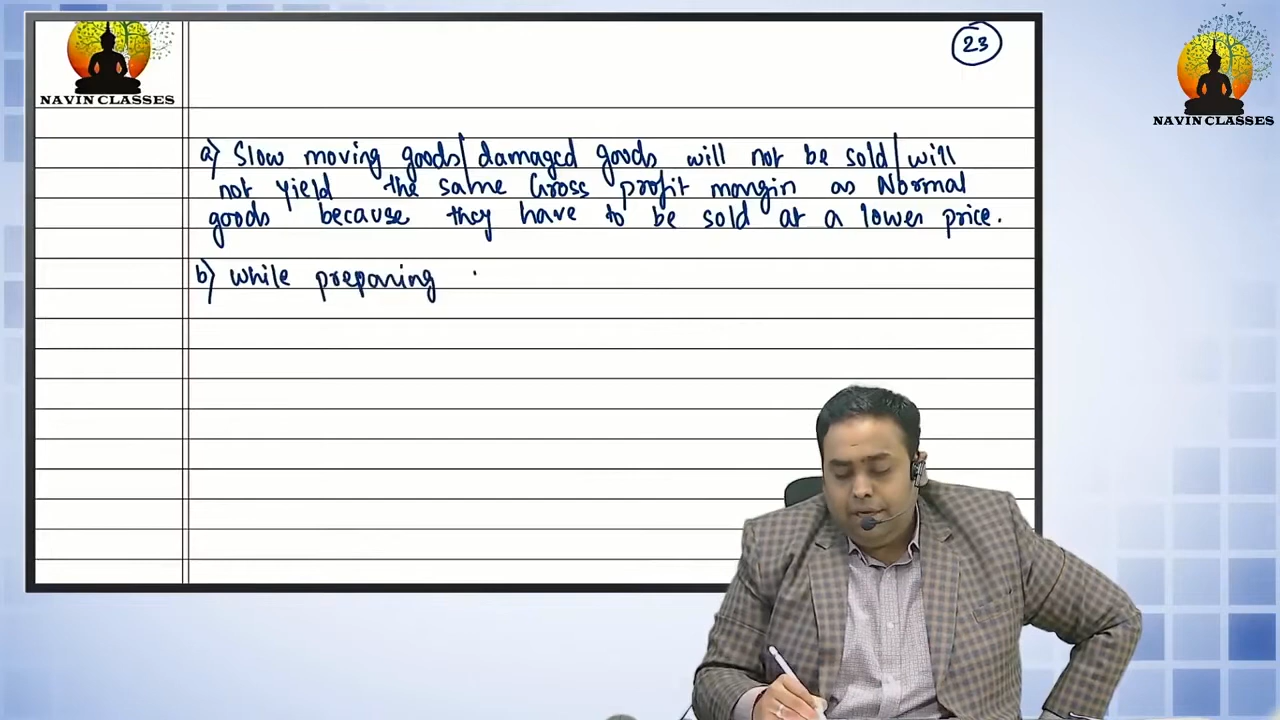 NAVIN CLASSES
23
NAVIN CLASSES
a) Slow moving goods/damaged goods will not be sold/will
not yield the same Gross profit margin as Normal
goods because they have to be sold at a lower price.
b) While preparing